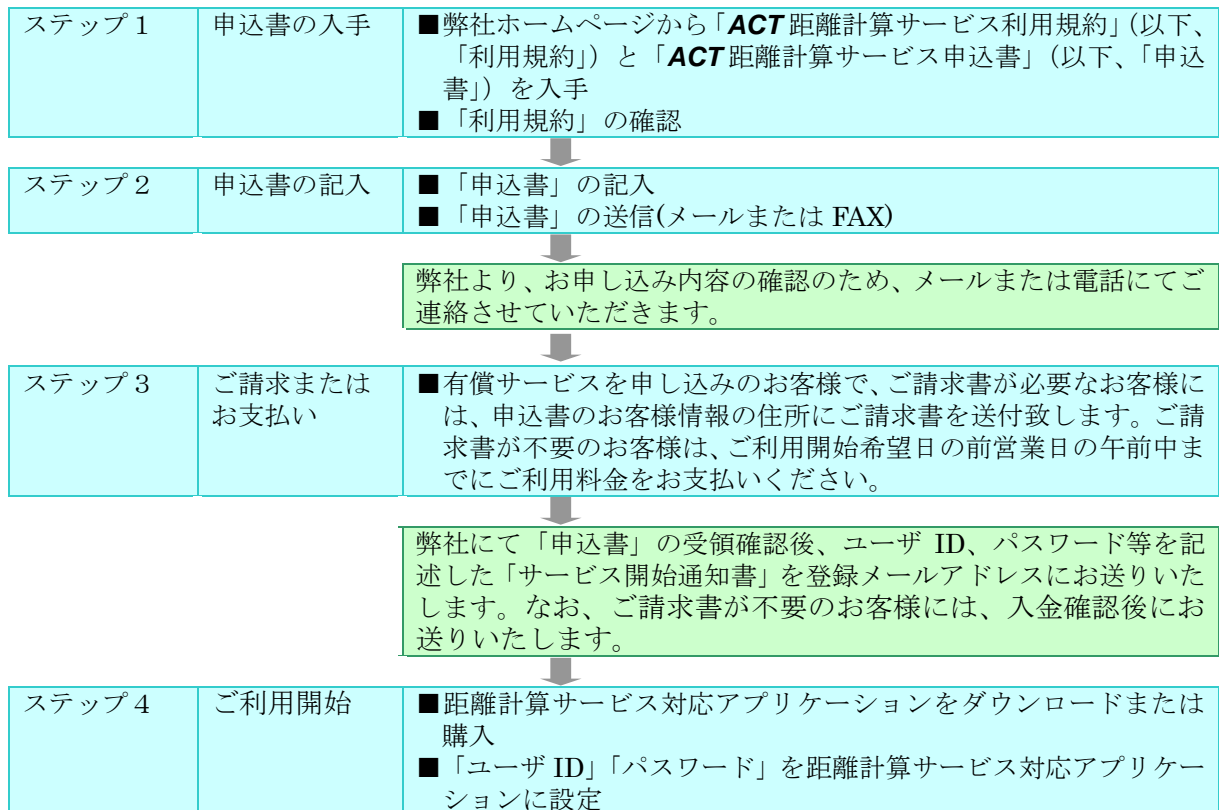 ステップ１ 申込書の入手 ■弊社ホームページから「ACT距離計算サービス利用規約」（以下、
「利用規約」）と「ACT距離計算サービス申込書」（以下、「申込
書」）を入手
■「利用規約」の確認
ステップ２ 申込書の記入 ■「申込書」の記入
■「申込書」の送信(メールまたは FAX)
弊社より、お申し込み内容の確認のため、メールまたは電話にてご
連絡させていただきます。
ステップ３ ご請求または ■有償サービスを申し込みのお客様で、ご請求書が必要なお客様に
お支払い は、申込書のお客様情報の住所にご請求書を送付致します。ご請
求書が不要のお客様は、ご利用開始希望日の前営業日の午前中ま
でにご利用料金をお支払いください。
弊社にて「申込書」の受領確認後、ユーザ ID、パスワード等を記
述した「サービス開始通知書」を登録メールアドレスにお送りいた
します。なお、ご請求書が不要のお客様には、入金確認後にお
送りいたします。
ステップ４ ご利用開始 ■距離計算サービス対応アプリケーションをダウンロードまたは
購入
■「ユーザ ID」「パスワード」を距離計算サービス対応アプリケー
ションに設定